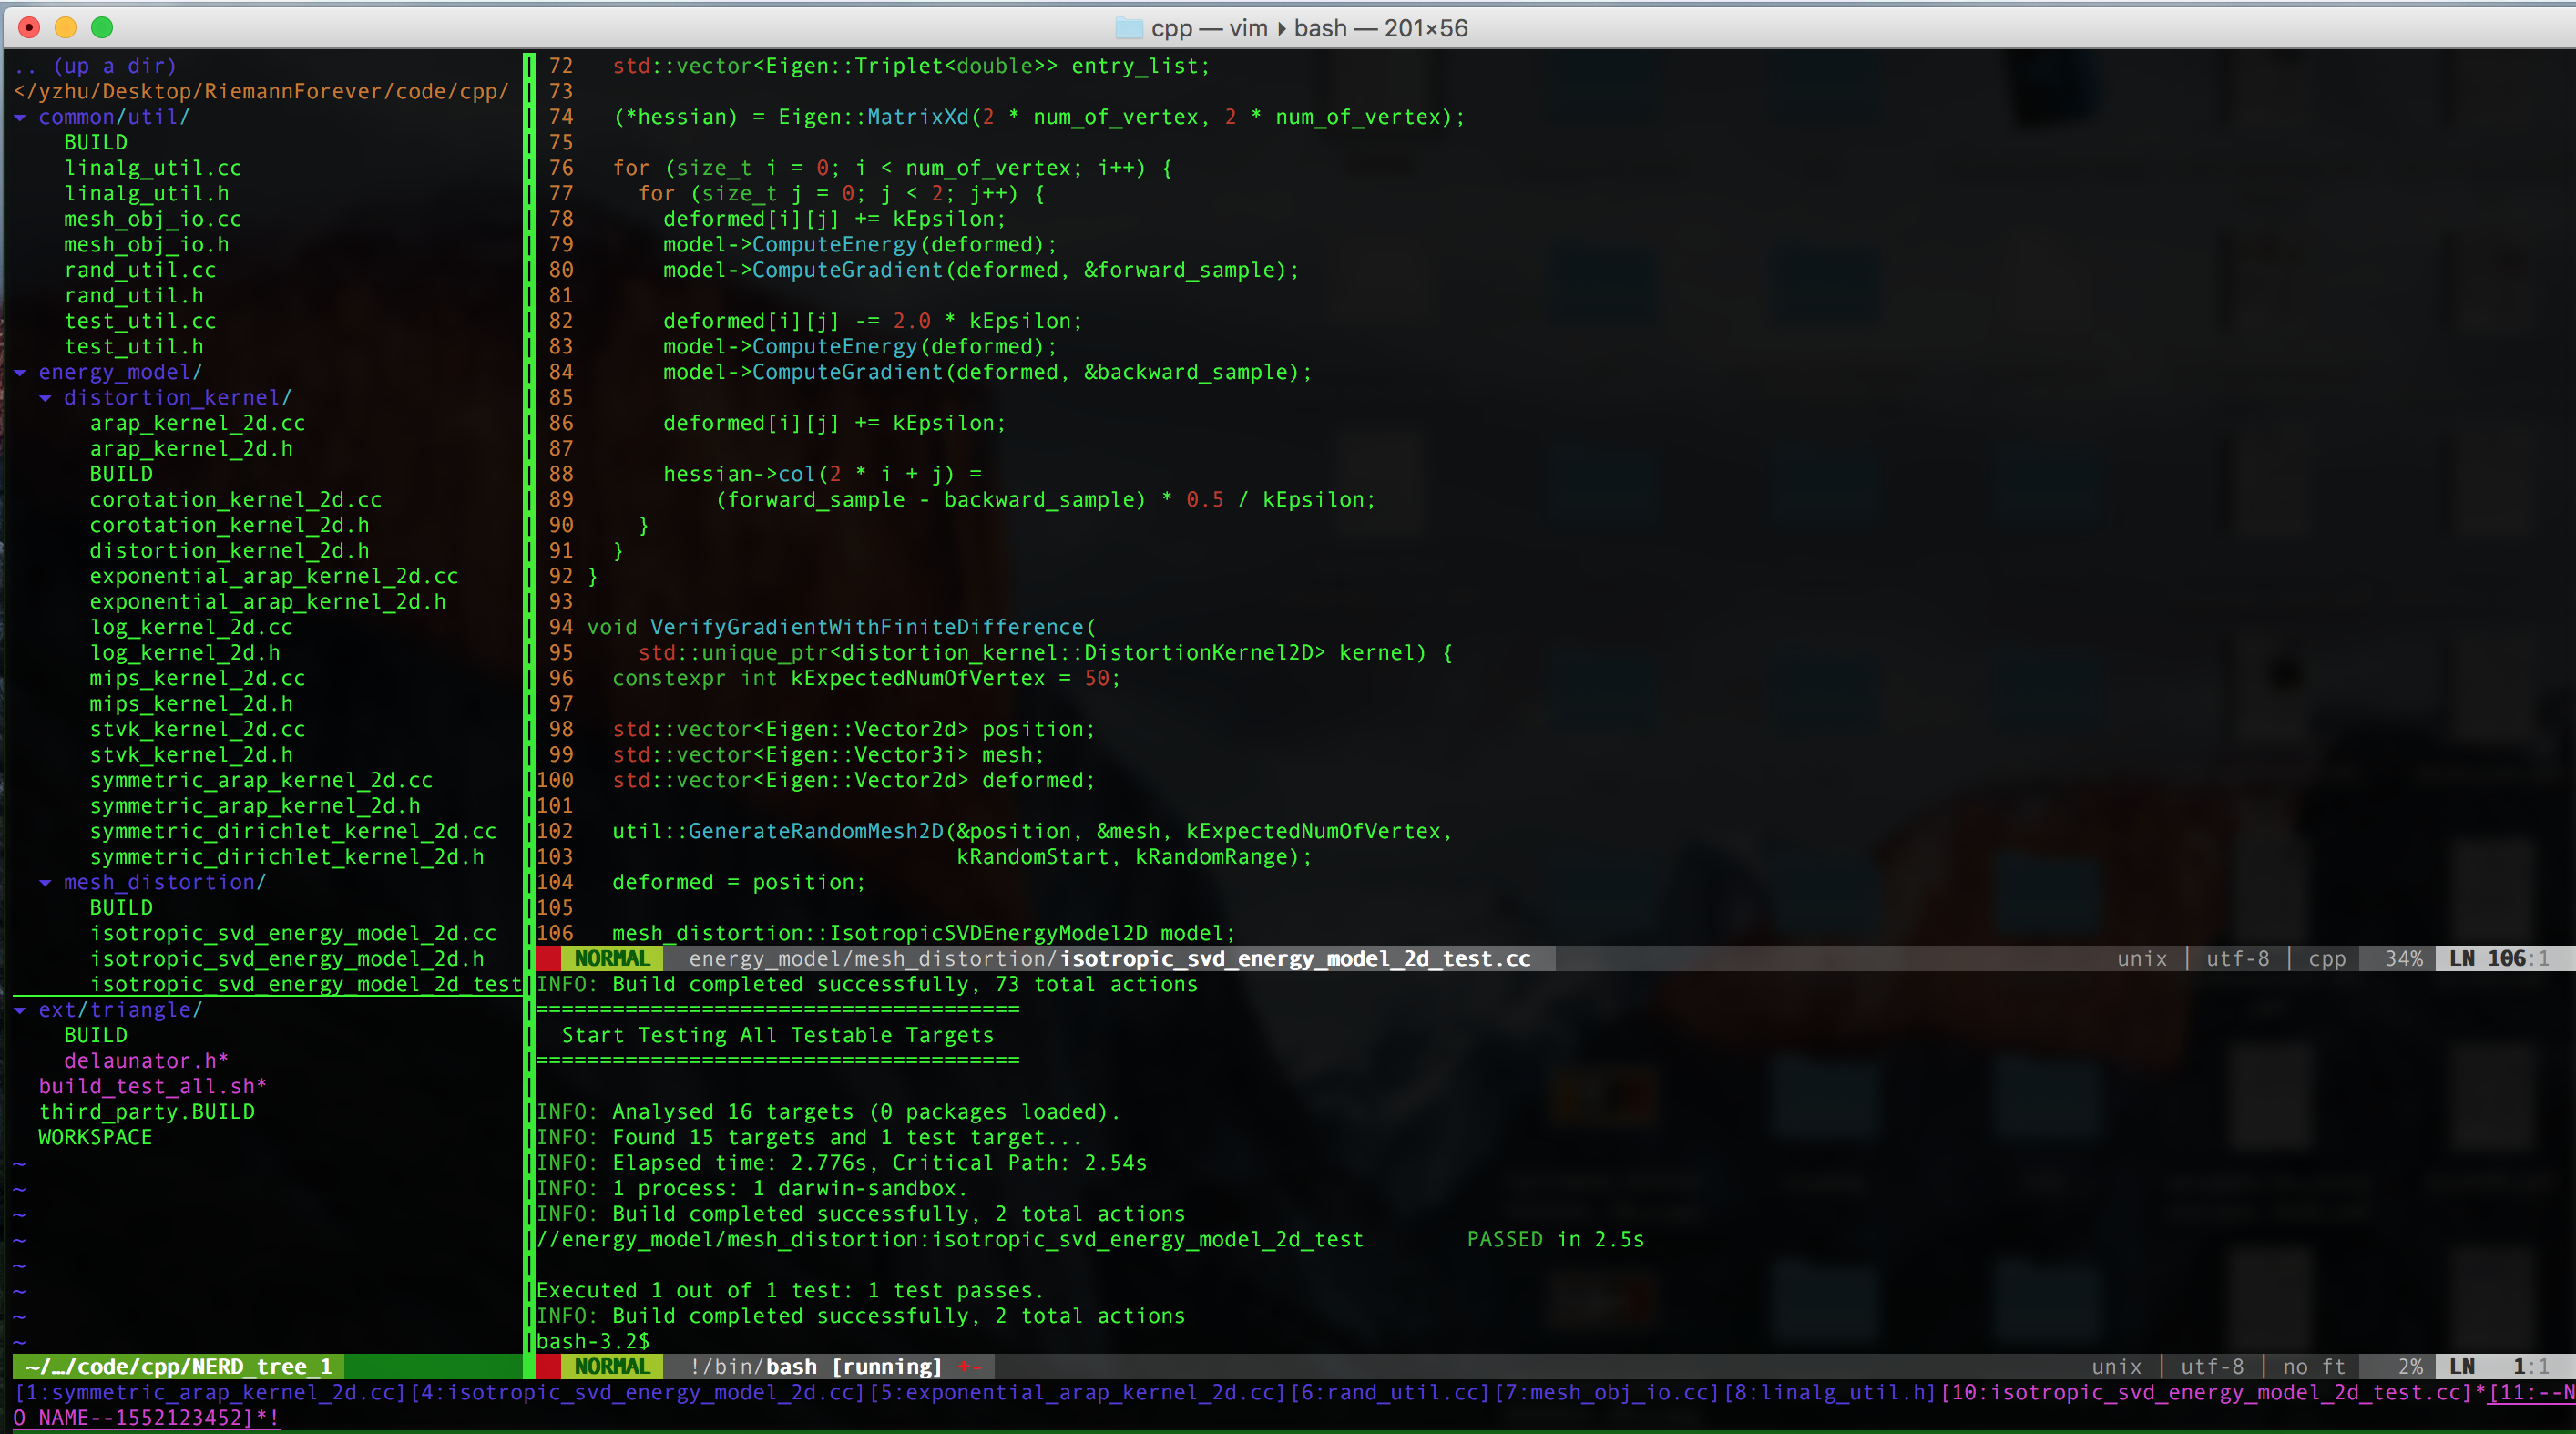 cpp — vim ▸ bash — 201×56
.. (up a dir)
</yzhu/Desktop/RiemannForever/code/cpp/
▾ common/util/
BUILD
linalg_util.cc
linalg_util.h
mesh_obj_io.cc
mesh_obj_io.h
rand_util.cc
rand_util.h
test_util.cc
test_util.h
▾ energy_model/
▾ distortion_kernel/
arap_kernel_2d.cc
arap_kernel_2d.h
BUILD
corotation_kernel_2d.cc
corotation_kernel_2d.h
distortion_kernel_2d.h
exponential_arap_kernel_2d.cc
exponential_arap_kernel_2d.h
log_kernel_2d.cc
log_kernel_2d.h
mips_kernel_2d.cc
mips_kernel_2d.h
stvk_kernel_2d.cc
stvk_kernel_2d.h
symmetric_arap_kernel_2d.cc
symmetric_arap_kernel_2d.h
symmetric_dirichlet_kernel_2d.cc
symmetric_dirichlet_kernel_2d.h
▾ mesh_distortion/
BUILD
isotropic_svd_energy_model_2d.cc
isotropic_svd_energy_model_2d.h
isotropic_svd_energy_model_2d_test
▾ ext/triangle/
BUILD
delaunator.h*
build_test_all.sh*
third_party.BUILD
WORKSPACE
~
~
~
~
~
~
~
~
~/…/code/cpp/NERD_tree_1
72 std::vector<Eigen::Triplet<double>> entry_list;
73
74 (*hessian) = Eigen::MatrixXd(2 * num_of_vertex, 2 * num_of_vertex);
75
76 for (size_t i = 0; i < num_of_vertex; i++) {
77 for (size_t j = 0; j < 2; j++) {
78 deformed[i][j] += kEpsilon;
79 model->ComputeEnergy(deformed);
80 model->ComputeGradient(deformed, &forward_sample);
81
82 deformed[i][j] -= 2.0 * kEpsilon;
83 model->ComputeEnergy(deformed);
84 model->ComputeGradient(deformed, &backward_sample);
85
86 deformed[i][j] += kEpsilon;
87
88 hessian->col(2 * i + j) =
89 (forward_sample - backward_sample) * 0.5 / kEpsilon;
90 }
91 }
92 }
93
94 void VerifyGradientWithFiniteDifference(
95 std::unique_ptr<distortion_kernel::DistortionKernel2D> kernel) {
96 constexpr int kExpectedNumOfVertex = 50;
97
98 std::vector<Eigen::Vector2d> position;
99 std::vector<Eigen::Vector3i> mesh;
100 std::vector<Eigen::Vector2d> deformed;
101
102 util::GenerateRandomMesh2D(&position, &mesh, kExpectedNumOfVertex,
103 kRandomStart, kRandomRange);
104 deformed = position;
105
106 mesh_distortion::IsotropicSVDEnergyModel2D model;
NORMAL energy_model/mesh_distortion/isotropic_svd_energy_model_2d_test.cc unix | utf-8 | cpp 34% LN 106:1
INFO: Build completed successfully, 73 total actions
======================================
Start Testing All Testable Targets
======================================
INFO: Analysed 16 targets (0 packages loaded).
INFO: Found 15 targets and 1 test target...
INFO: Elapsed time: 2.776s, Critical Path: 2.54s
INFO: 1 process: 1 darwin-sandbox.
INFO: Build completed successfully, 2 total actions
//energy_model/mesh_distortion:isotropic_svd_energy_model_2d_test PASSED in 2.5s
Executed 1 out of 1 test: 1 test passes.
INFO: Build completed successfully, 2 total actions
bash-3.2$
NORMAL !/bin/bash [running] +- unix | utf-8 | no ft 2% LN 1:1
[1:symmetric_arap_kernel_2d.cc][4:isotropic_svd_energy_model_2d.cc][5:exponential_arap_kernel_2d.cc][6:rand_util.cc][7:mesh_obj_io.cc][8:linalg_util.h][10:isotropic_svd_energy_model_2d_test.cc]*[11:--N
O NAME--1552123452]*!